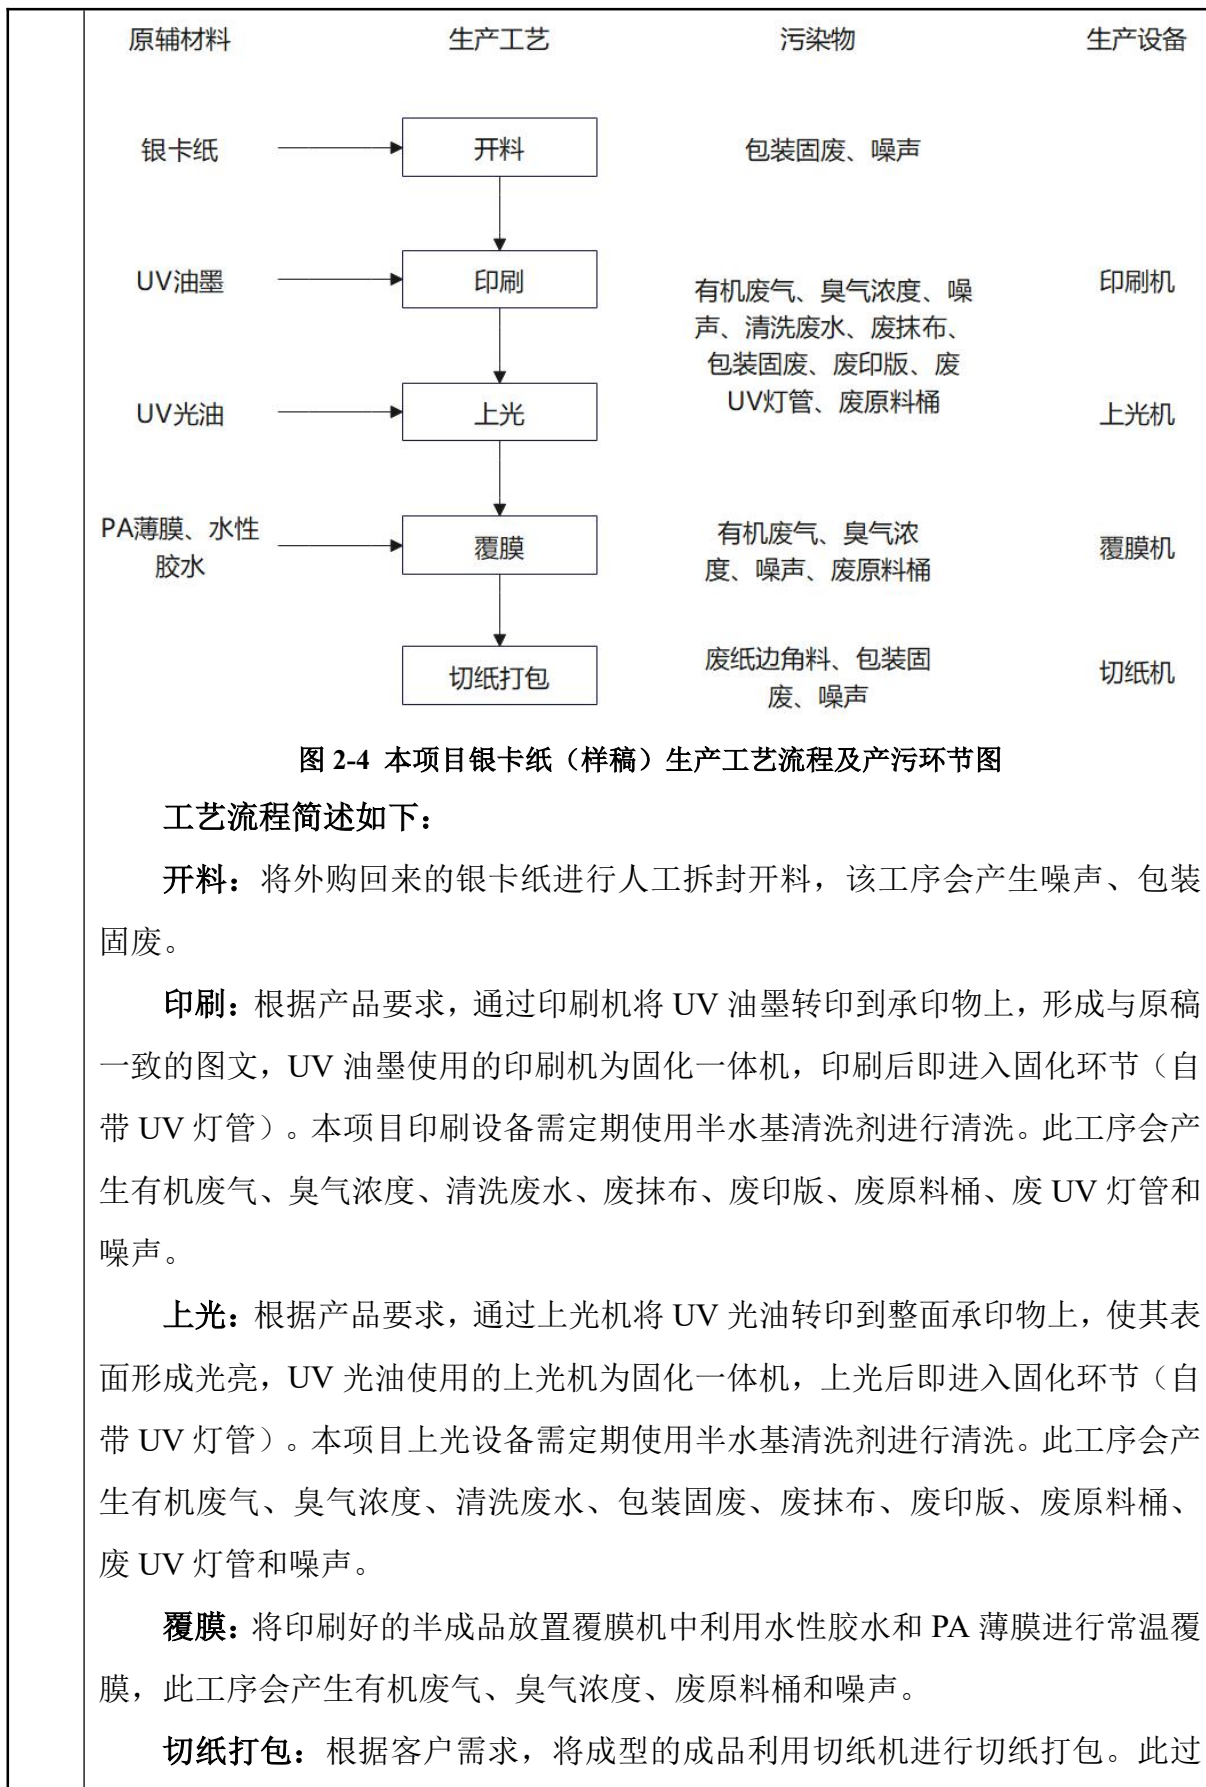 原辅材料 生产工艺 污染物 生产设备
银卡纸 开料 包装固废、噪声
UV油墨 印刷 印刷机
有机废气、臭气浓度、噪
声、清洗废水、废抹布、
包装固废、废印版、废
UV灯管、废原料桶
UV光油 上光 上光机
PA薄膜、水性
胶水
覆膜
有机废气、臭气浓
度、噪声、废原料桶
覆膜机
切纸打包
废纸边角料、包装固
废、噪声
切纸机
图 2-4 本项目银卡纸（样稿）生产工艺流程及产污环节图
工艺流程简述如下：
开料：将外购回来的银卡纸进行人工拆封开料，该工序会产生噪声、包装
固废。
印刷：根据产品要求，通过印刷机将 UV 油墨转印到承印物上，形成与原稿
一致的图文，UV 油墨使用的印刷机为固化一体机，印刷后即进入固化环节（自
带 UV 灯管）。本项目印刷设备需定期使用半水基清洗剂进行清洗。此工序会产
生有机废气、臭气浓度、清洗废水、废抹布、废印版、废原料桶、废 UV 灯管和
噪声。
上光：根据产品要求，通过上光机将 UV 光油转印到整面承印物上，使其表
面形成光亮，UV 光油使用的上光机为固化一体机，上光后即进入固化环节（自
带 UV 灯管）。本项目上光设备需定期使用半水基清洗剂进行清洗。此工序会产
生有机废气、臭气浓度、清洗废水、包装固废、废抹布、废印版、废原料桶、
废 UV 灯管和噪声。
覆膜：将印刷好的半成品放置覆膜机中利用水性胶水和 PA 薄膜进行常温覆
膜，此工序会产生有机废气、臭气浓度、废原料桶和噪声。
切纸打包：根据客户需求，将成型的成品利用切纸机进行切纸打包。此过